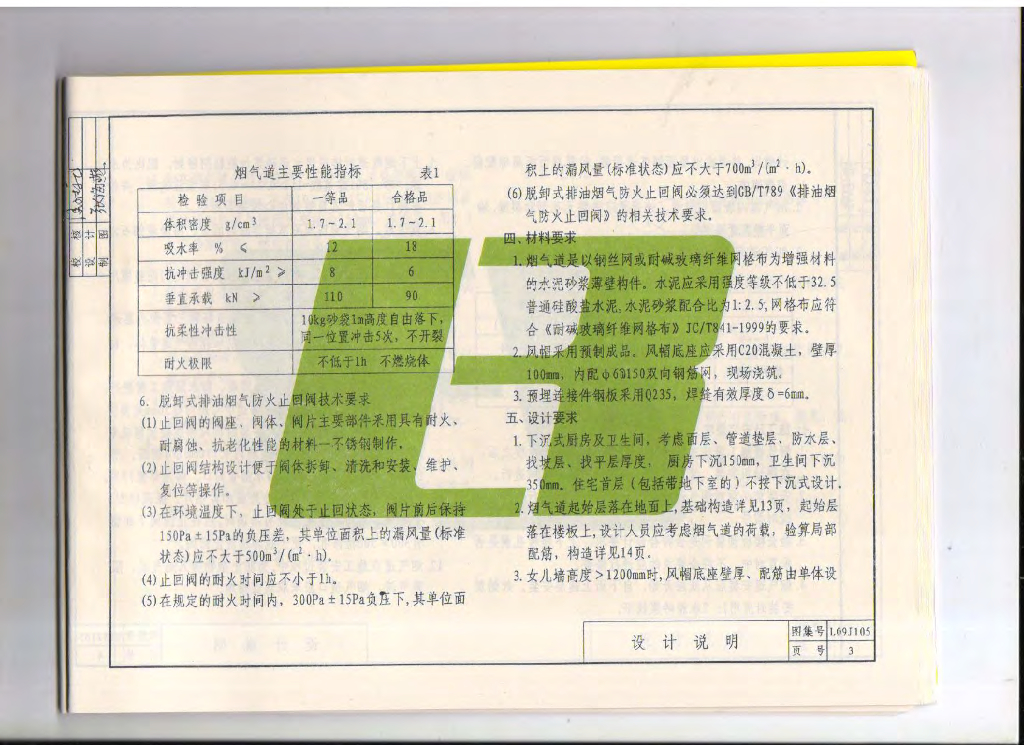 烟气道主要性能指标 表1
检 验 项 目 一等品 合格品
体积密度 g/cm³ 1.7~2.1 1.7~2.1
吸水率 % ≤ 12 18
抗冲击强度 kJ/m² ≥ 8 6
垂直承载 kN ≥ 110 90
抗柔性冲击性 10kg砂袋1m高度自由落下,
同一位置冲击5次, 不开裂
耐火极限 不低于1h 不燃烧体
6. 脱卸式排油烟气防火止回阀技术要求
(1)止回阀的阀座、阀体、阀片主要部件采用具有耐火、
耐腐蚀、抗老化性能的材料—不锈钢制作。
(2)止回阀结构设计便于阀体拆卸、清洗和安装、维护、
复位等操作。
(3)在环境温度下, 止回阀处于止回状态, 阀片前后保持
150Pa±15Pa的负压差, 其单位面积上的漏风量(标准
状态)应不大于500m³/(m²·h)。
(4)止回阀的耐火时间应不小于1h。
(5)在规定的耐火时间内, 300Pa±15Pa负压下,其单位面
积上的漏风量(标准状态)应不大于700m³/(m²·h)。
(6)脱卸式排油烟气防火止回阀必须达到GB/T789《排油烟
气防火止回阀》的相关技术要求。
四、材料要求
1.烟气道是以钢丝网或耐碱玻璃纤维网格布为增强材料
的水泥砂浆薄壁构件。水泥应采用强度等级不低于32.5
普通硅酸盐水泥,水泥砂浆配合比为1:2.5;网格布应符
合《耐碱玻璃纤维网格布》JC/T841-1999的要求。
2.风帽采用预制成品。风帽底座应采用C20混凝土, 壁厚
100mm, 内配φ6@150双向钢筋网, 现场浇筑。
3.预埋连接件钢板采用Q235, 焊缝有效厚度δ=6mm。
五、设计要求
1.下沉式厨房及卫生间, 考虑面层、管道垫层、防水层、
找坡层、找平层厚度, 厨房下沉150mm, 卫生间下沉
350mm。住宅首层(包括带地下室的)不按下沉式设计。
2.烟气道起始层落在地面上,基础构造详见13页, 起始层
落在楼板上,设计人员应考虑烟气道的荷载, 验算局部
配筋, 构造详见14页。
3.女儿墙高度>1200mm时,风帽底座壁厚、配筋由单体设
设 计 说 明
图集号 L69J105
页 号 3
校 核
设 计
制 图